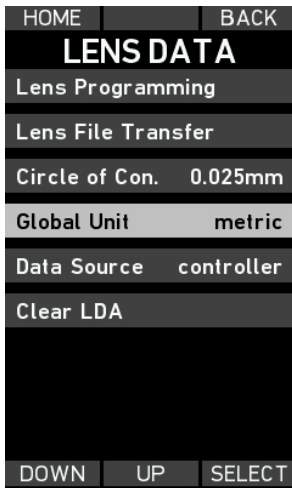 HOME BACK
LENS DATA
Lens Programming
Lens File Transfer
Circle of Con. 0.025mm
Global Unit metric
Data Source controller
Clear LDA
DOWN UP SELECT